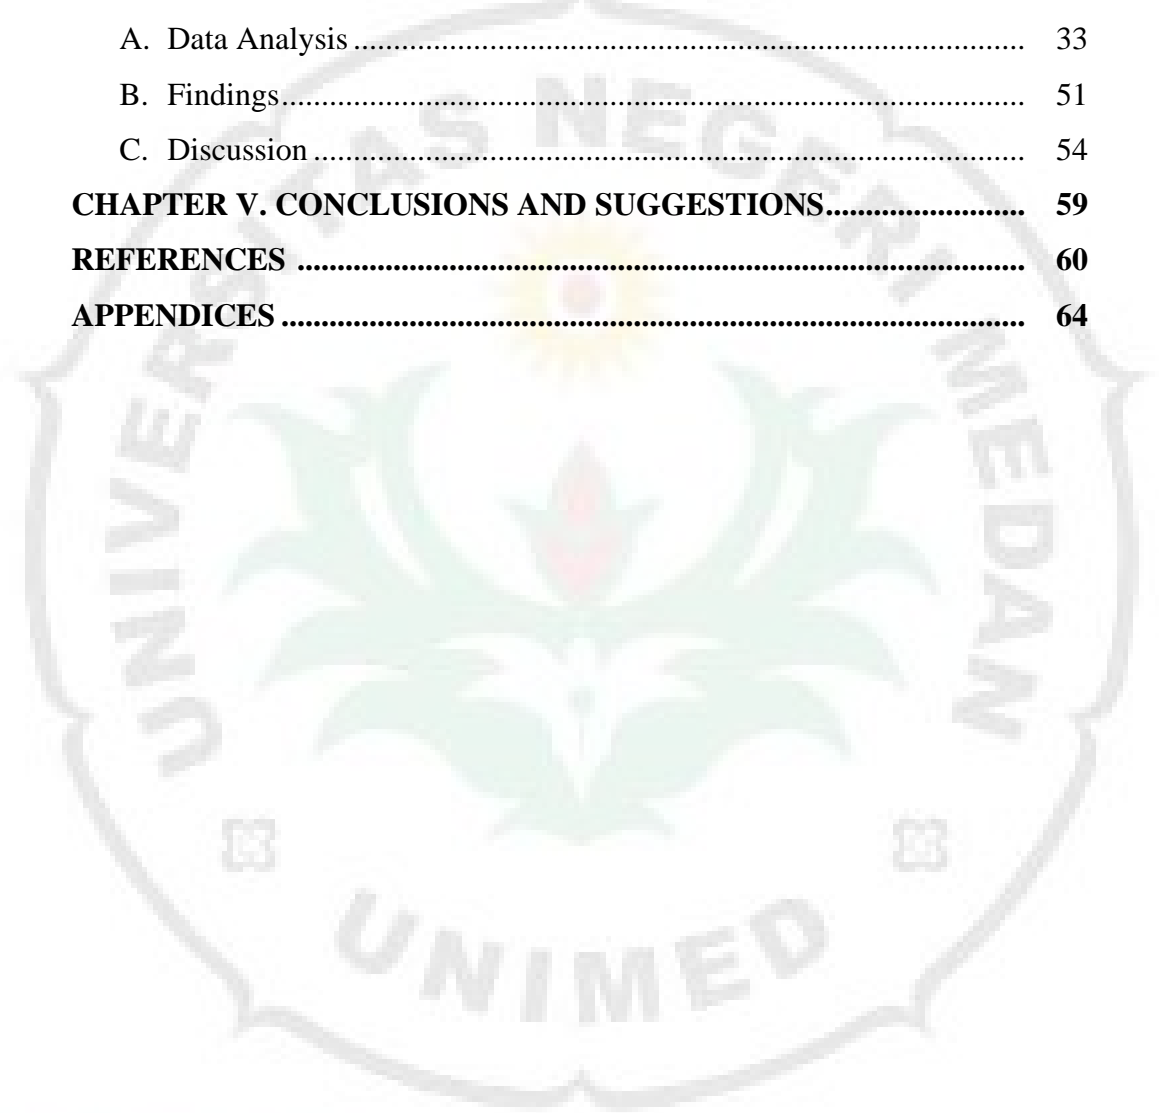 A. Data Analysis ........................................................................................ 33
B. Findings ................................................................................................ 51
C. Discussion ............................................................................................. 54
CHAPTER V. CONCLUSIONS AND SUGGESTIONS ......................... 59
REFERENCES ............................................................................................ 60
APPENDICES .............................................................................................. 64
UNIVERSITAS NEGERI MEDAN
UNIMED